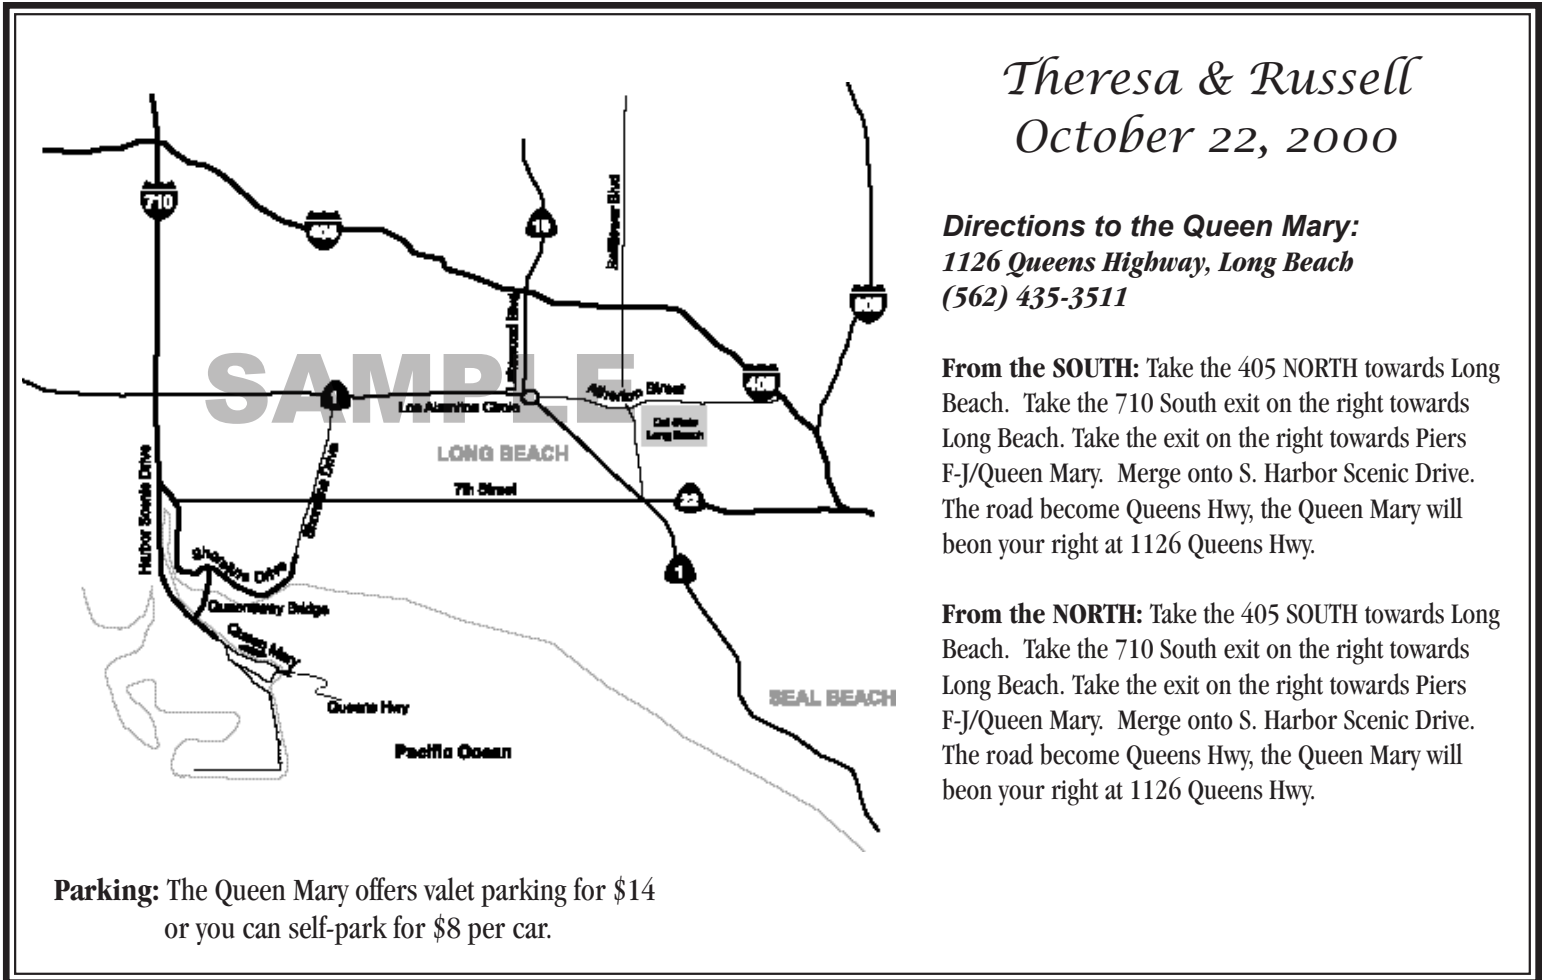 Theresa & Russell
October 22, 2000
Directions to the Queen Mary:
1126 Queens Highway, Long Beach
(562) 435-3511
From the SOUTH: Take the 405 NORTH towards Long
Beach. Take the 710 South exit on the right towards
Long Beach. Take the exit on the right towards Piers
F-J/Queen Mary. Merge onto S. Harbor Scenic Drive.
The road become Queens Hwy, the Queen Mary will
beon your right at 1126 Queens Hwy.
From the NORTH: Take the 405 SOUTH towards Long
Beach. Take the 710 South exit on the right towards
Long Beach. Take the exit on the right towards Piers
F-J/Queen Mary. Merge onto S. Harbor Scenic Drive.
The road become Queens Hwy, the Queen Mary will
beon your right at 1126 Queens Hwy.
710
Bellflower Blvd
Lakewood Blvd
SAMPLE
405
1
Los Alamitos Circle
Atherton Street
Cal State
Long Beach
LONG BEACH
7th Street
22
Harbor Scenic Drive
Shoreline Drive
Shoreline Drive
1
Queensway Bridge
Queen Mary
Queens Hwy
SEAL BEACH
Pacific Ocean
Parking: The Queen Mary offers valet parking for $14
or you can self-park for $8 per car.